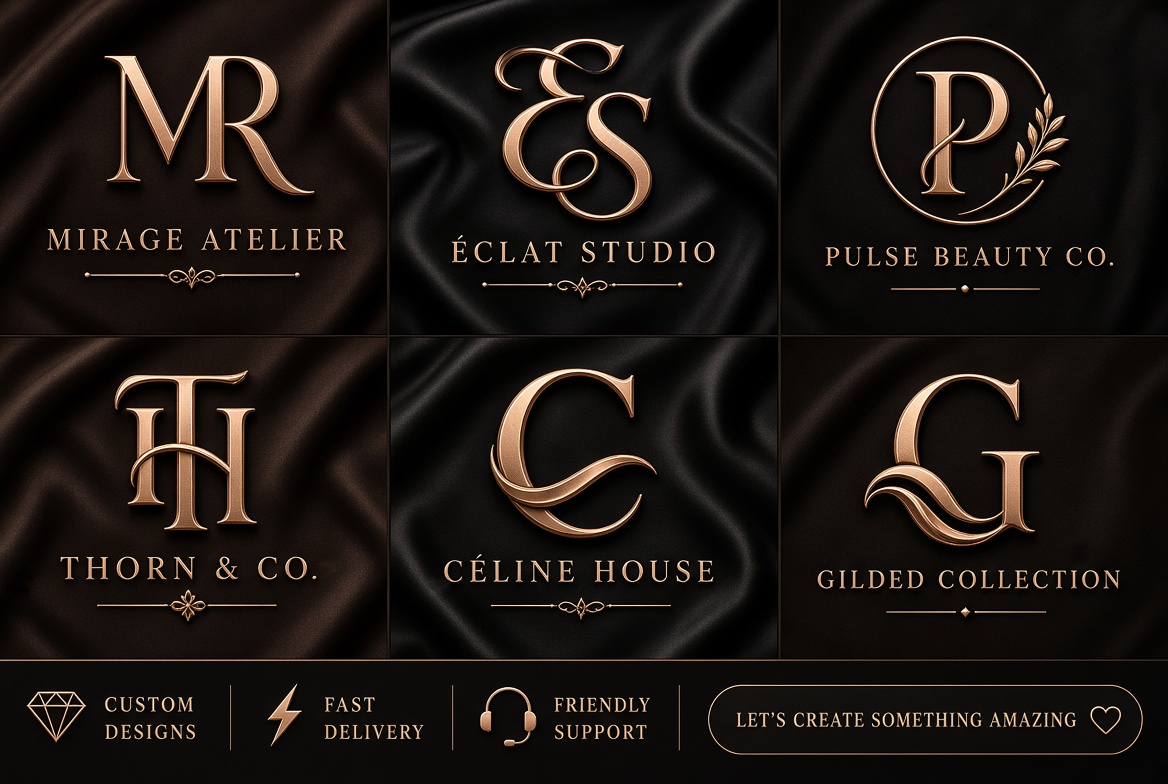 MR
MIRAGE ATELIER
ES
ÉCLAT STUDIO
P
PULSE BEAUTY CO.
TH
THORN & CO.
C
CÉLINE HOUSE
G
GILDED COLLECTION
CUSTOM
DESIGNS
FAST
DELIVERY
FRIENDLY
SUPPORT
LET'S CREATE SOMETHING AMAZING